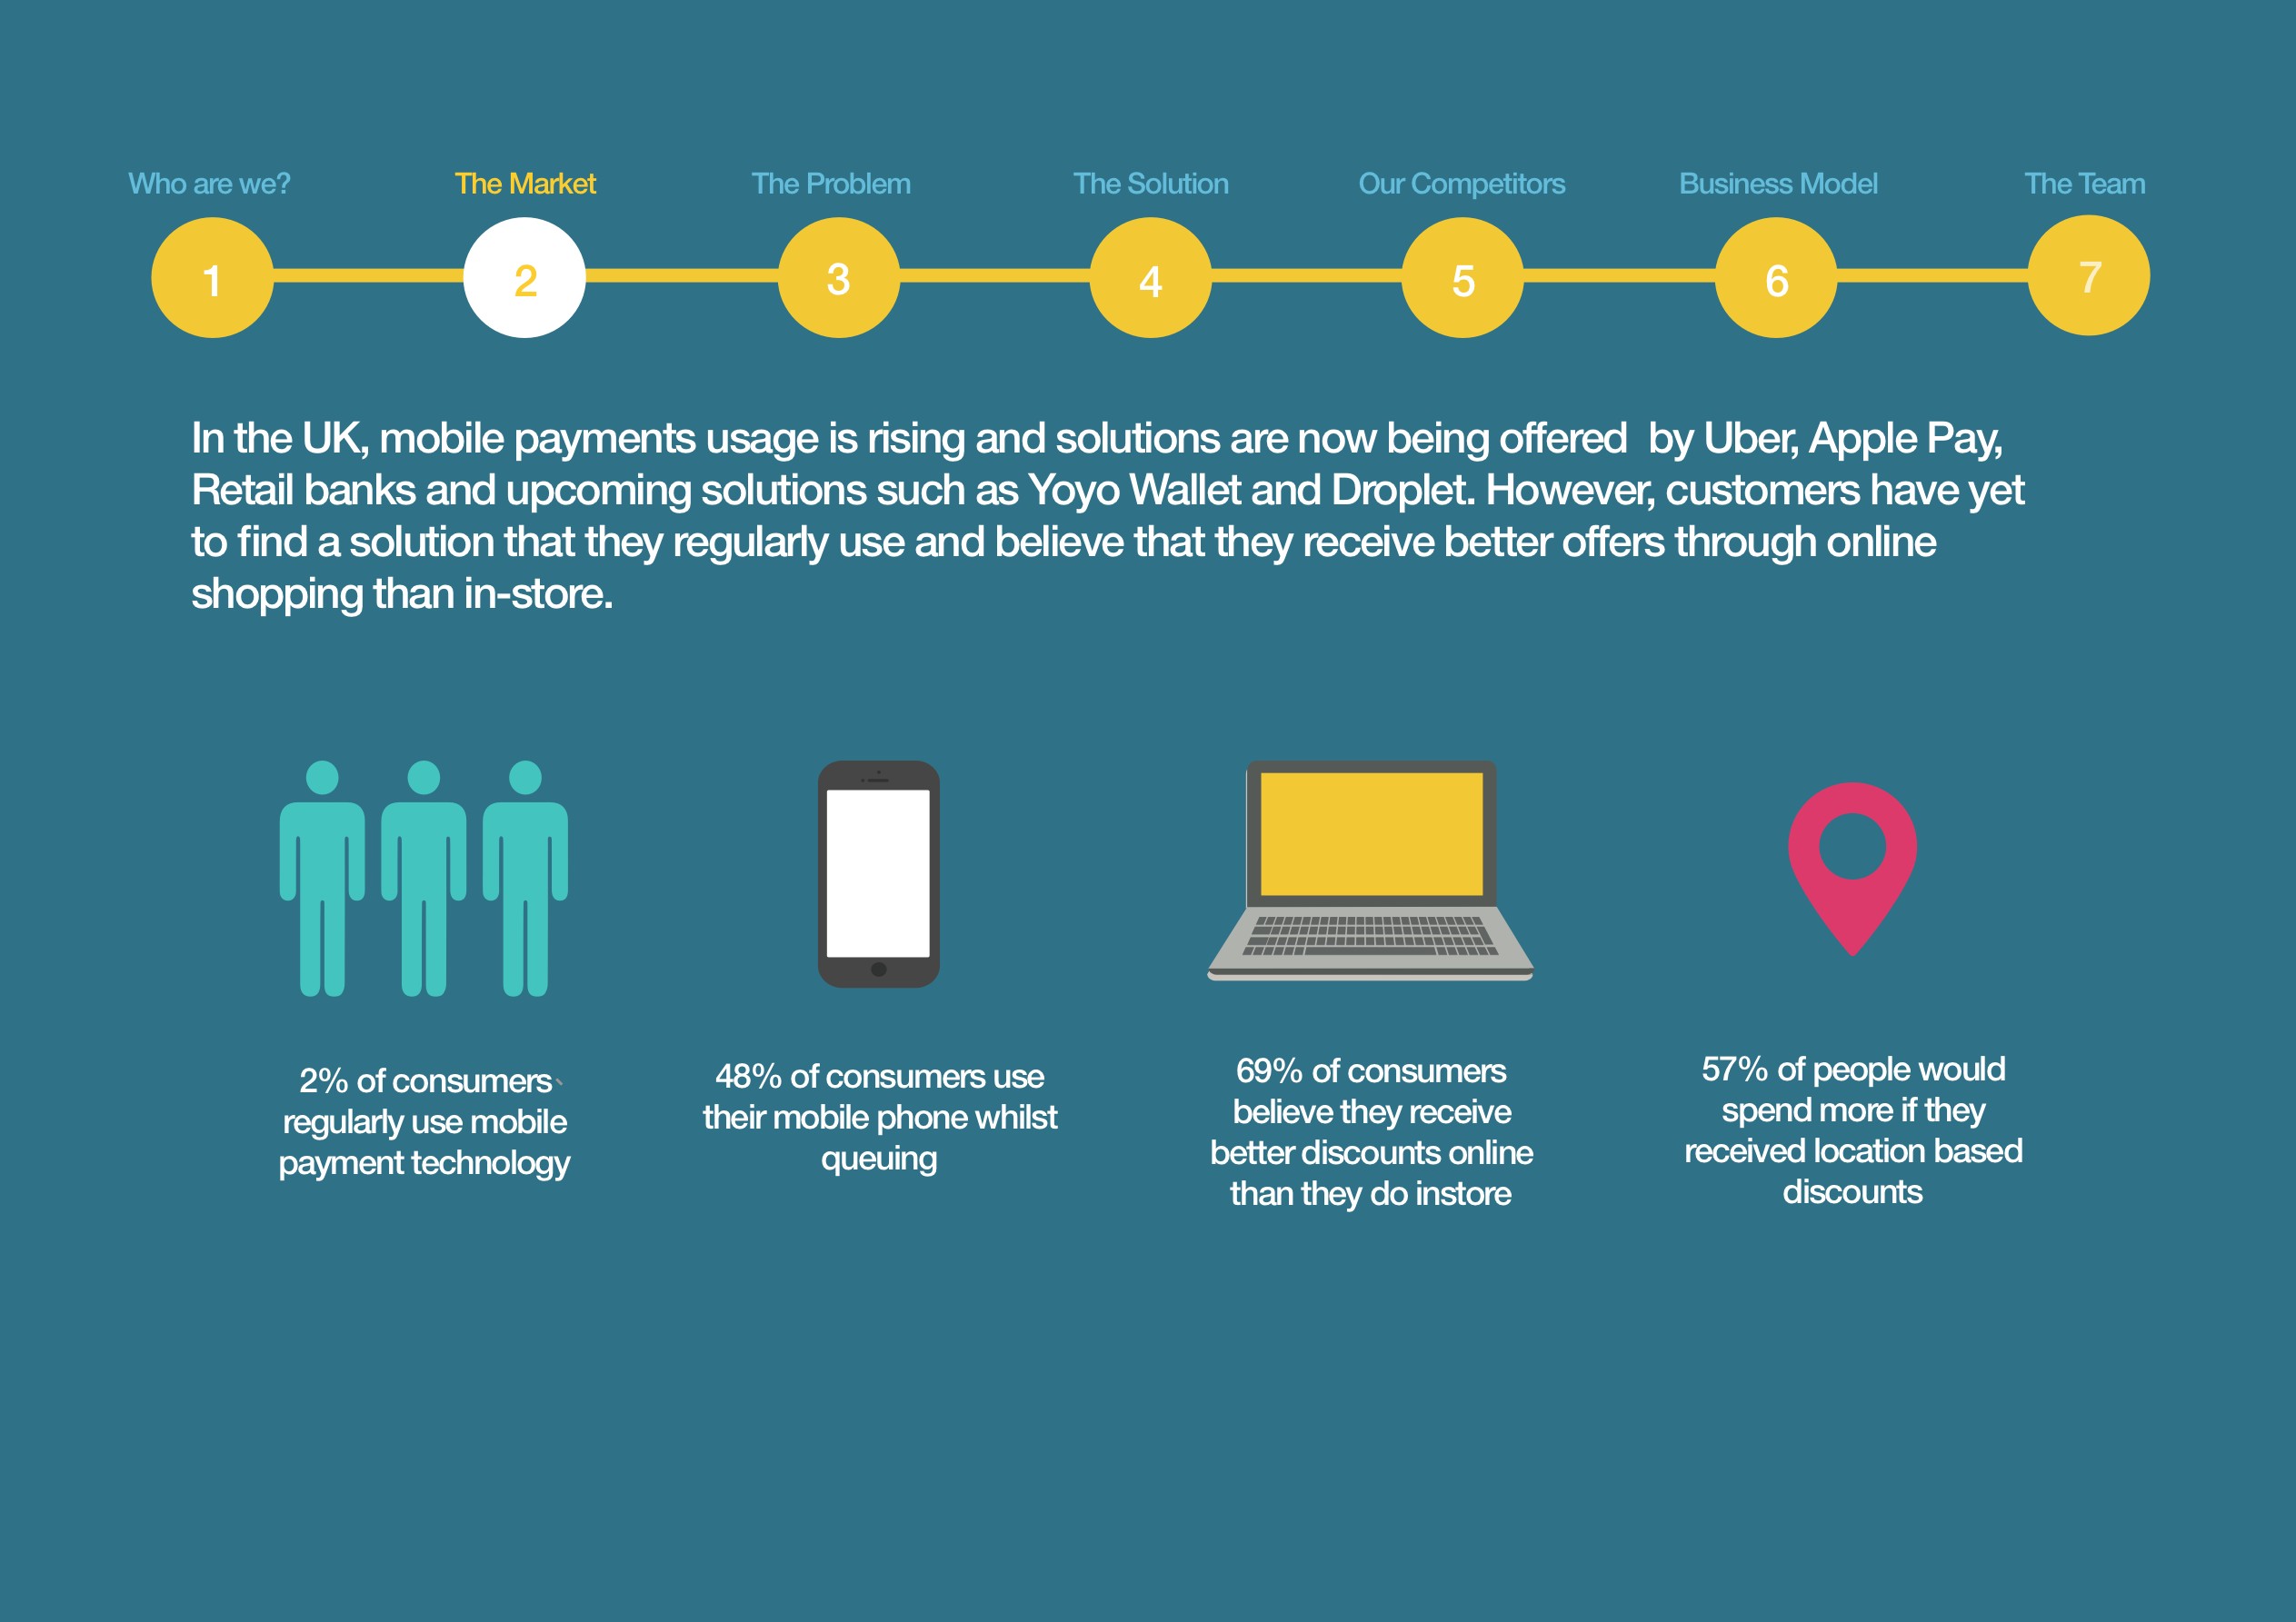 Who are we?
The Market
The Problem
The Solution
Our Competitors
Business Model
The Team
1
2
3
4
5
6
7
In the UK, mobile payments usage is rising and solutions are now being offered  by Uber, Apple Pay,
Retail banks and upcoming solutions such as Yoyo Wallet and Droplet. However, customers have yet
to find a solution that they regularly use and believe that they receive better offers through online
shopping than in-store.
2% of consumers`
regularly use mobile
payment technology
48% of consumers use
their mobile phone whilst
queuing
69% of consumers
believe they receive
better discounts online
than they do instore
57% of people would
spend more if they
received location based
discounts